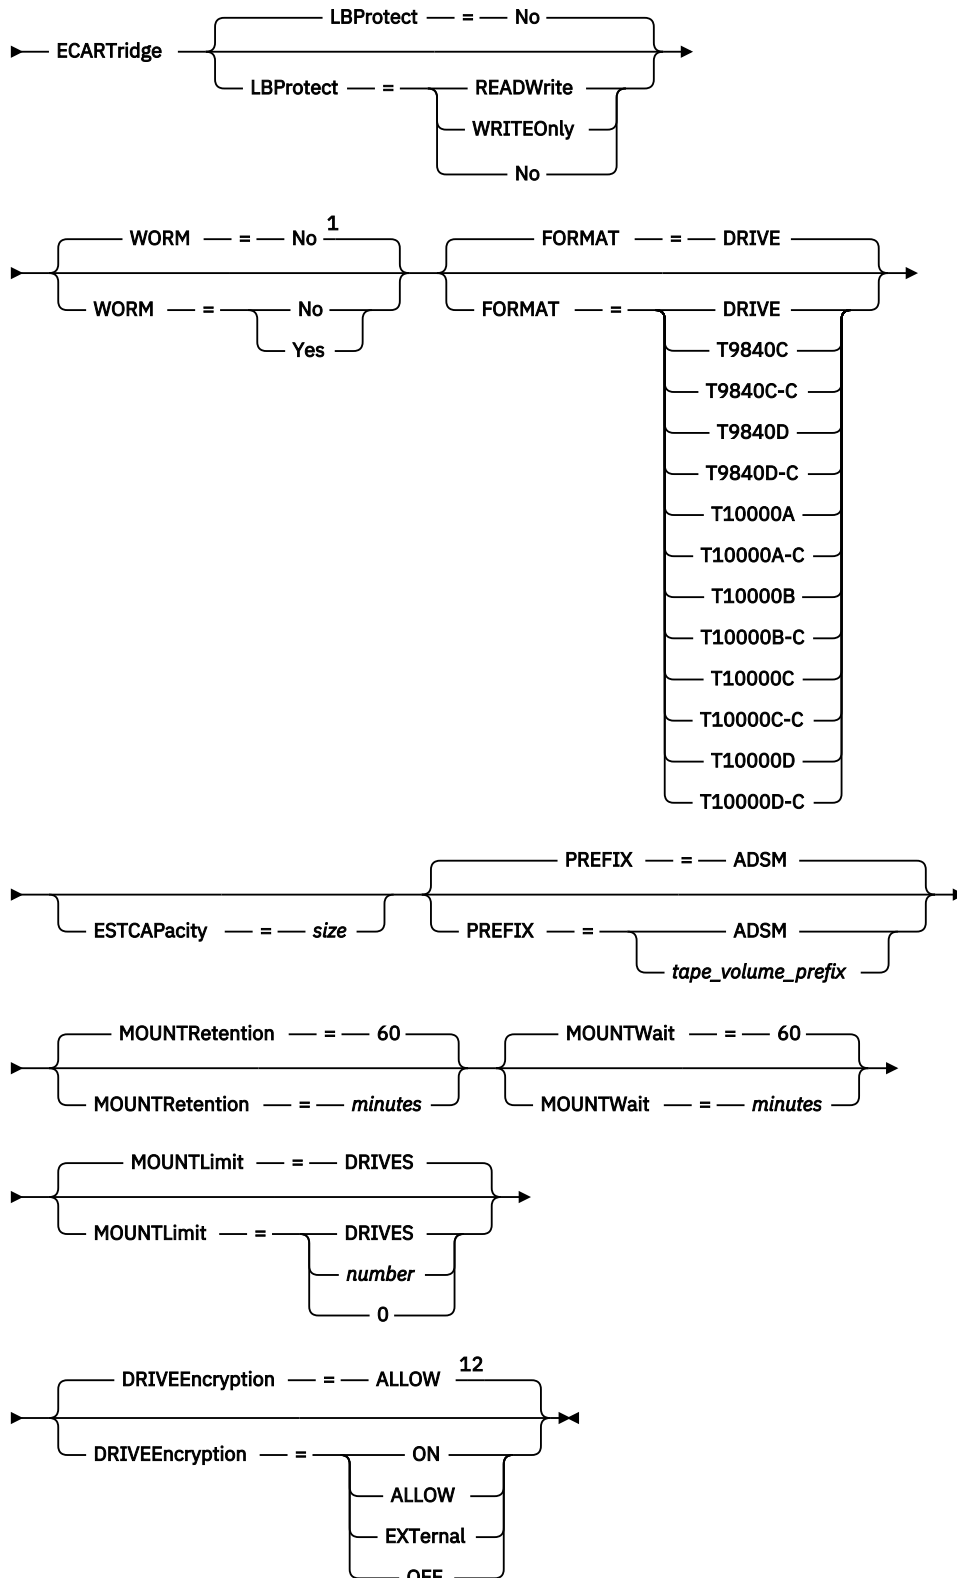 LBProtect = No
ECARTridge
LBProtect = READWrite
WRITEOnly
No
WORM = No 1 FORMAT = DRIVE
WORM = No FORMAT = DRIVE
Yes T9840C
T9840C-C
T9840D
T9840D-C
T10000A
T10000A-C
T10000B
T10000B-C
T10000C
T10000C-C
T10000D
T10000D-C
PREFIX = ADSM
ESTCAPacity = size PREFIX = ADSM
tape_volume_prefix
MOUNTRetention = 60 MOUNTWait = 60
MOUNTRetention = minutes MOUNTWait = minutes
MOUNTLimit = DRIVES
MOUNTLimit = DRIVES
number
0
DRIVEEncryption = ALLOW 12
DRIVEEncryption = ON
ALLOW
EXTernal
OFF